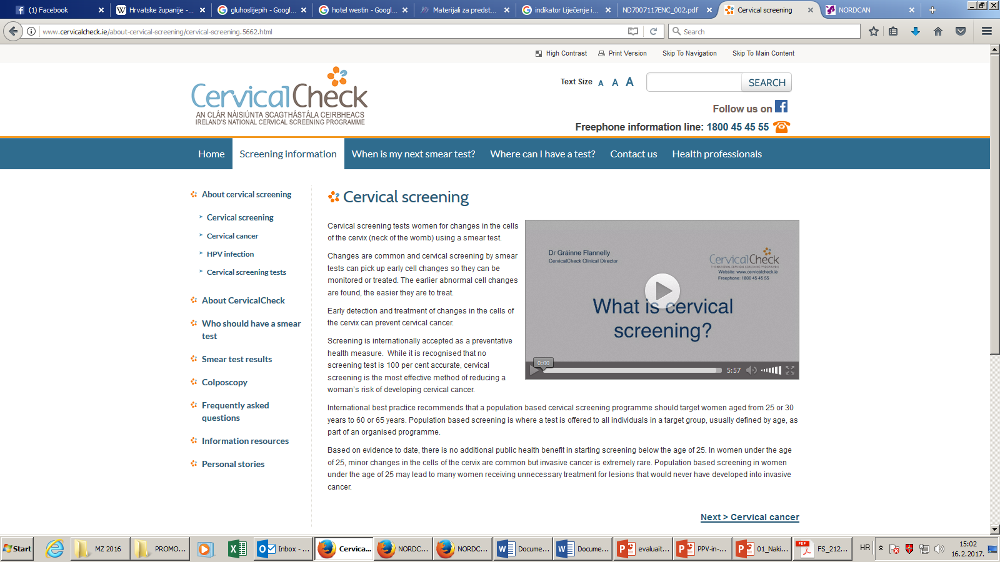 (1) Facebook
Hrvatske županije -...
gluhoslijepih - Googl...
hotel westin - Googl...
Materijali za predst...
indikator Liječenje i...
ND7007117ENC_002.pdf
Cervical screening
NORDCAN
www.cervicalcheck.ie/about-cervical-screening/cervical-screening.5662.html
Search
High Contrast
Print Version
Skip To Navigation
Skip To Main Content
CervicalCheck
AN CLÁR NÁISIÚNTA SCAGTHÁSTÁLA CEIRBHEACS
IRELAND'S NATIONAL CERVICAL SCREENING PROGRAMME
Text Size A A A
SEARCH
Follow us on
Freephone information line: 1800 45 45 55
Home
Screening information
When is my next smear test?
Where can I have a test?
Contact us
Health professionals
About cervical screening
Cervical screening
Cervical cancer
HPV infection
Cervical screening tests
About CervicalCheck
Who should have a smear
test
Smear test results
Colposcopy
Frequently asked
questions
Information resources
Personal stories
Cervical screening
Cervical screening tests women for changes in the cells
of the cervix (neck of the womb) using a smear test.
Changes are common and cervical screening by smear
tests can pick up early cell changes so they can be
monitored or treated. The earlier abnormal cell changes
are found, the easier they are to treat.
Early detection and treatment of changes in the cells of
the cervix can prevent cervical cancer.
Screening is internationally accepted as a preventative
health measure.  While it is recognised that no
screening test is 100 per cent accurate, cervical
screening is the most effective method of reducing a
woman's risk of developing cervical cancer.
Dr Gráinne Flannelly
CervicalCheck Clinical Director
CervicalCheck
THE NATIONAL CERVICAL SCREENING PROGRAMME
Website: www.cervicalcheck.ie
Freephone: 1800 45 45 55
What is cervical
screening?
0:00
5:57
International best practice recommends that a population based cervical screening programme should target women aged from 25 or 30
years to 60 or 65 years. Population based screening is where a test is offered to all individuals in a target group, usually defined by age, as
part of an organised programme.
Based on evidence to date, there is no additional public health benefit in starting screening below the age of 25. In women under the age
of 25, minor changes in the cells of the cervix are common but invasive cancer is extremely rare. Population based screening in women
under the age of 25 may lead to many women receiving unnecessary treatment for lesions that would never have developed into invasive
cancer.
Next > Cervical cancer
Start
MZ 2016
PROMO...
Inbox - ...
Cervica...
NORDC...
NORDC...
Docume...
Docume...
evaluait...
PPV-in-...
01_Naki...
FS_212...
HR
15:02
16.2.2017.